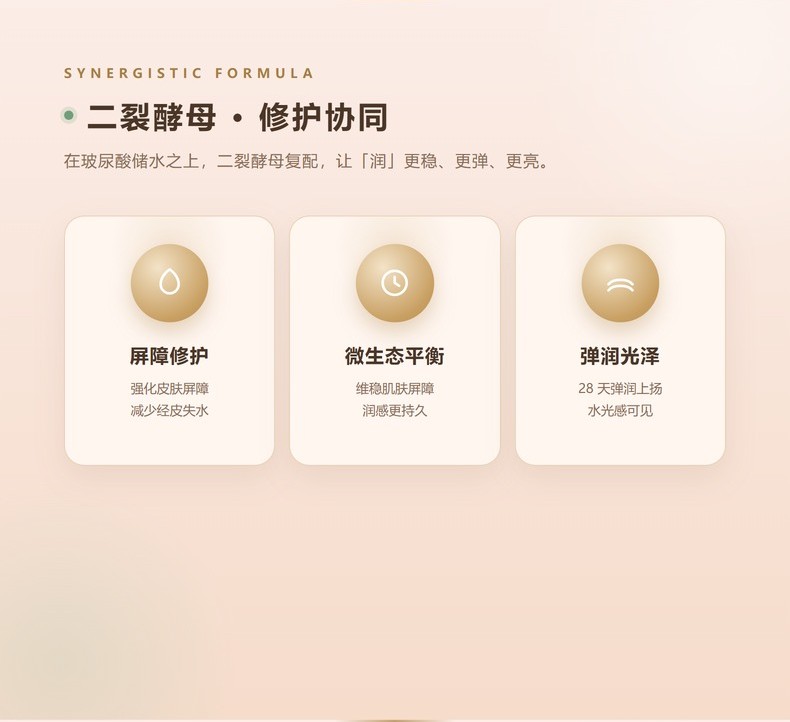 SYNERGISTIC FORMULA
二裂酵母 · 修护协同
在玻尿酸储水之上，二裂酵母复配，让「润」更稳、更弹、更亮。
屏障修护
强化皮肤屏障
减少经皮失水
微生态平衡
维稳肌肤屏障
润感更持久
弹润光泽
28 天弹润上扬
水光感可见